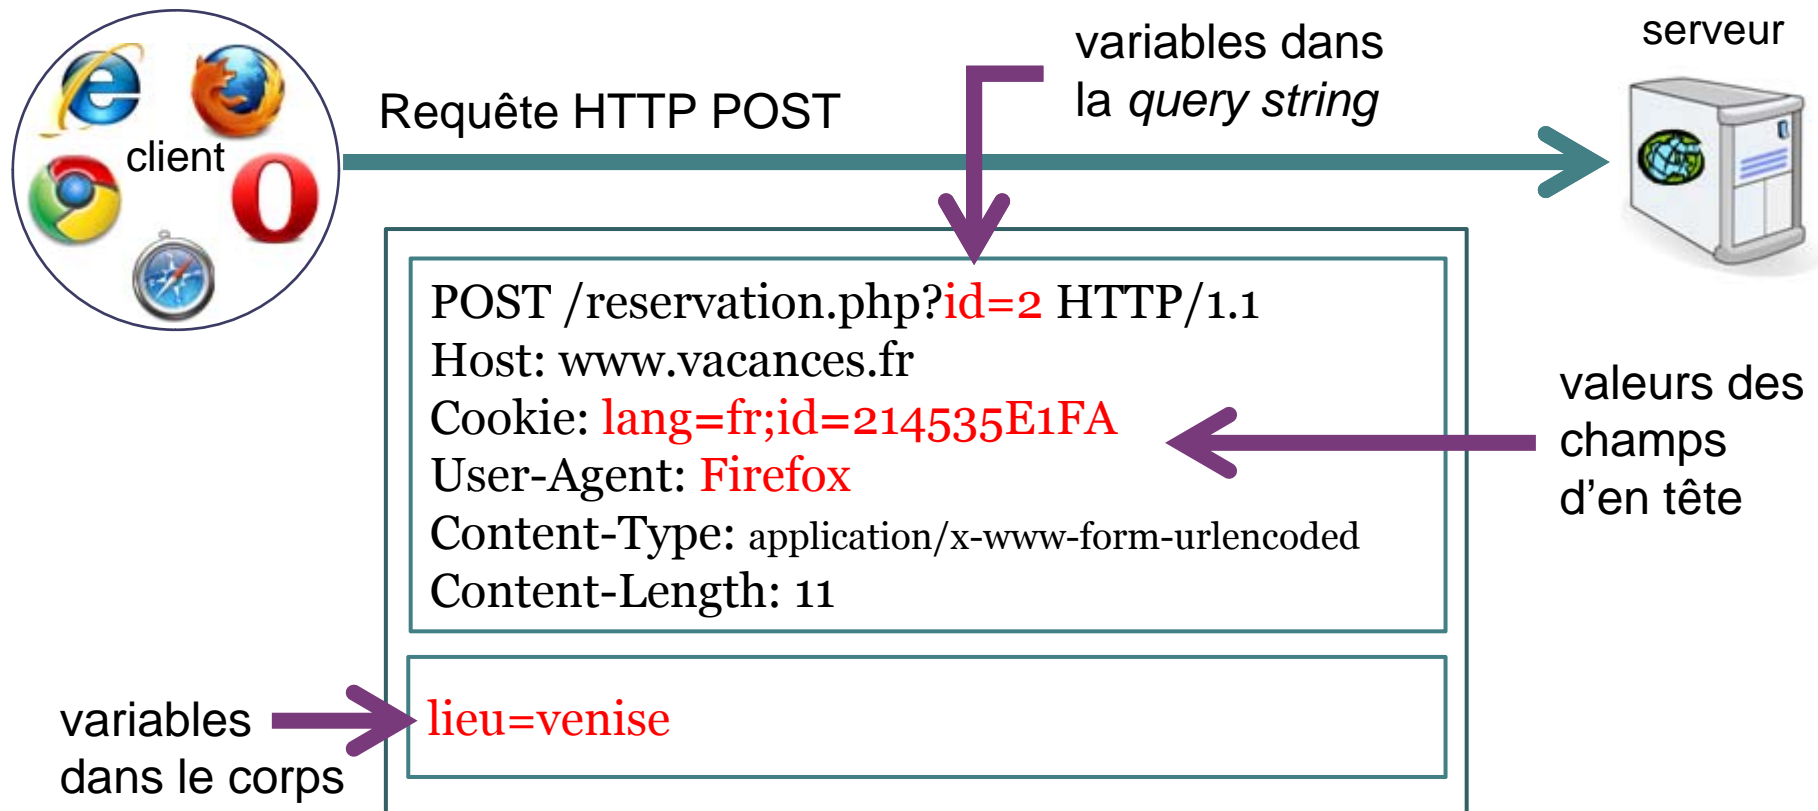 serveur
variables dans
la query string
Requête HTTP POST
client
POST /reservation.php?id=2 HTTP/1.1
Host: www.vacances.fr
Cookie: lang=fr;id=214535E1FA
User-Agent: Firefox
Content-Type: application/x-www-form-urlencoded
Content-Length: 11
valeurs des
champs
d’en tête
lieu=venise
variables
dans le corps